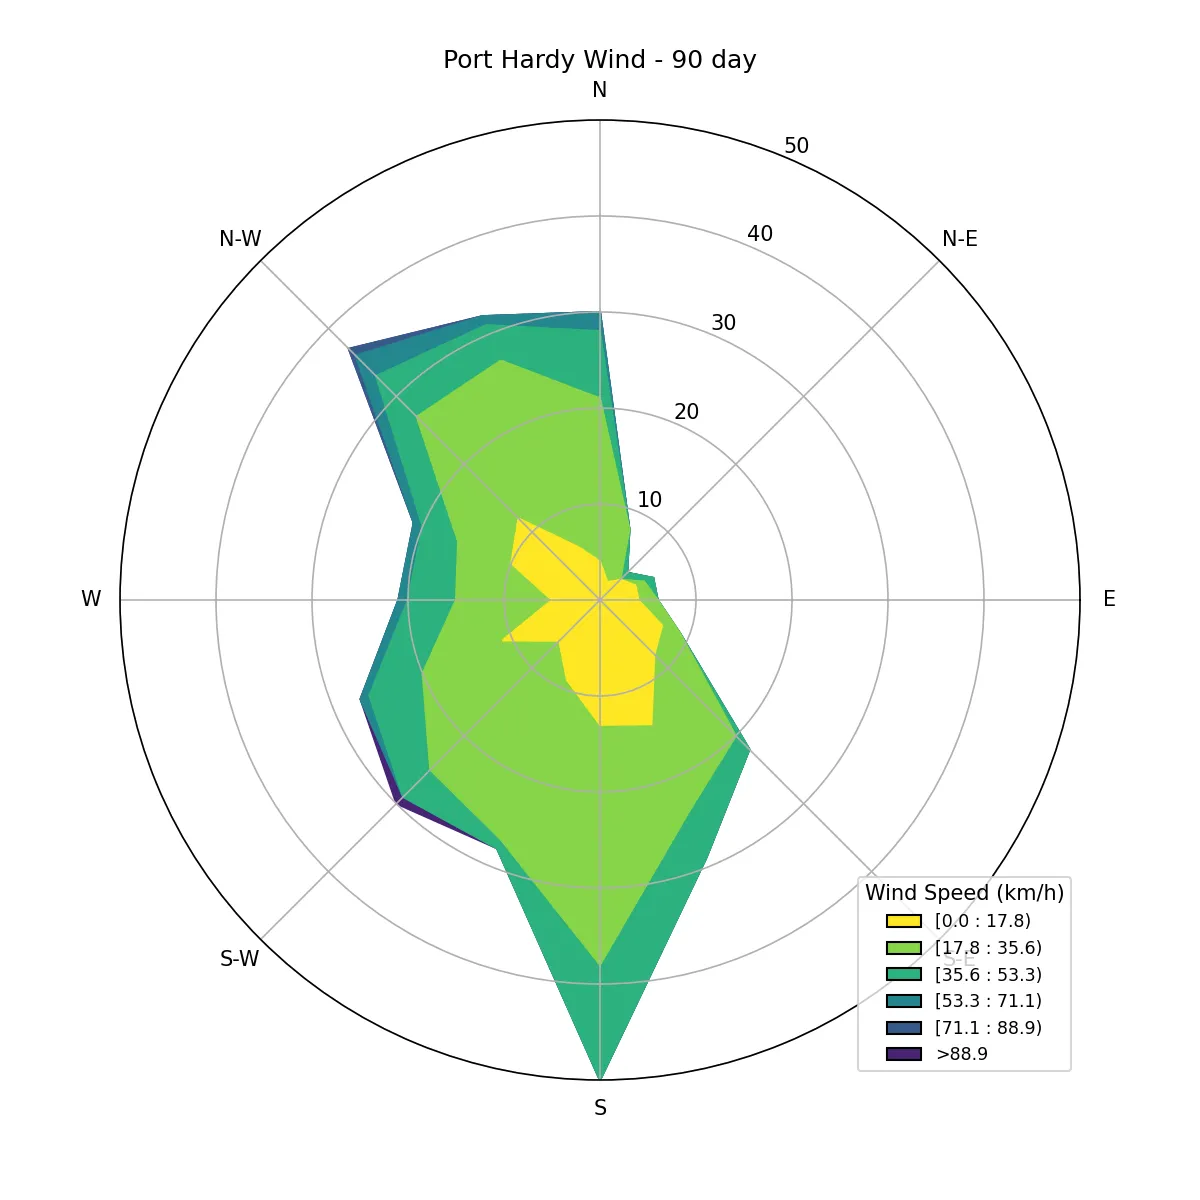 Port Hardy Wind - 90 day
N
50
N-W
40
N-E
30
20
10
W
E
Wind Speed (km/h)
[0.0 : 17.8)
[17.8 : 35.6)
S-W
S-E
[35.6 : 53.3)
[53.3 : 71.1)
[71.1 : 88.9)
>88.9
S